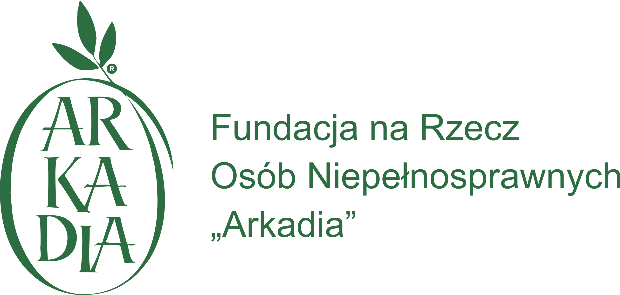 AR
KA
DIA
®
Fundacja na Rzecz
Osób Niepełnosprawnych
„Arkadia”